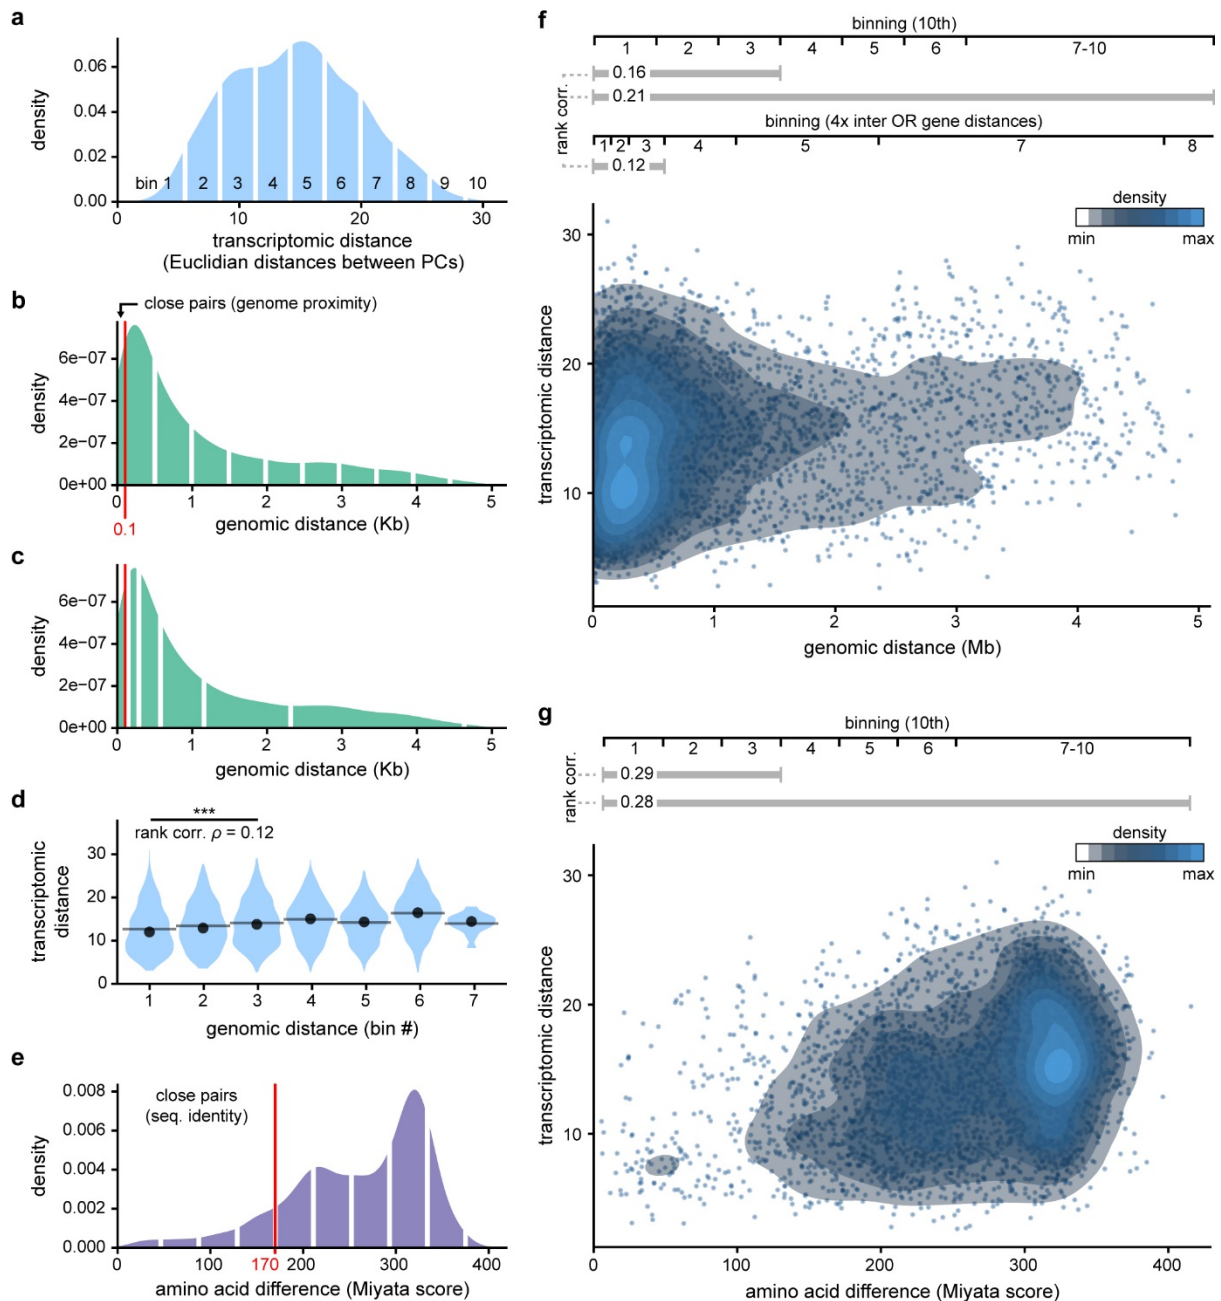 a
density
0.06
0.04
0.02
0.00
bin 1 2 3 4 5 6 7 8 9 10
0 10 20 30
transcriptomic distance
(Euclidian distances between PCs)
b
close pairs (genome proximity)
density
6e−07
4e−07
2e−07
0e+00
0 1 2 3 4 5
0.1
genomic distance (Kb)
c
density
6e−07
4e−07
2e−07
0e+00
0 1 2 3 4 5
genomic distance (Kb)
d
***
rank corr. ρ = 0.12
transcriptomic
distance
30
20
10
0
1 2 3 4 5 6 7
genomic distance (bin #)
e
close pairs
(seq. identity)
density
0.008
0.006
0.004
0.002
0.000
0 100 170 200 300 400
amino acid difference (Miyata score)
f
binning (10th)
1 2 3 4 5 6 7-10
rank corr.
0.16
0.21
binning (4x inter OR gene distances)
1 2 3 4 5 7 8
0.12
density
min max
transcriptomic distance
30
20
10
0 1 2 3 4 5
genomic distance (Mb)
g
binning (10th)
1 2 3 4 5 6 7-10
rank corr.
0.29
0.28
density
min max
transcriptomic distance
30
20
10
0 100 200 300 400
amino acid difference (Miyata score)